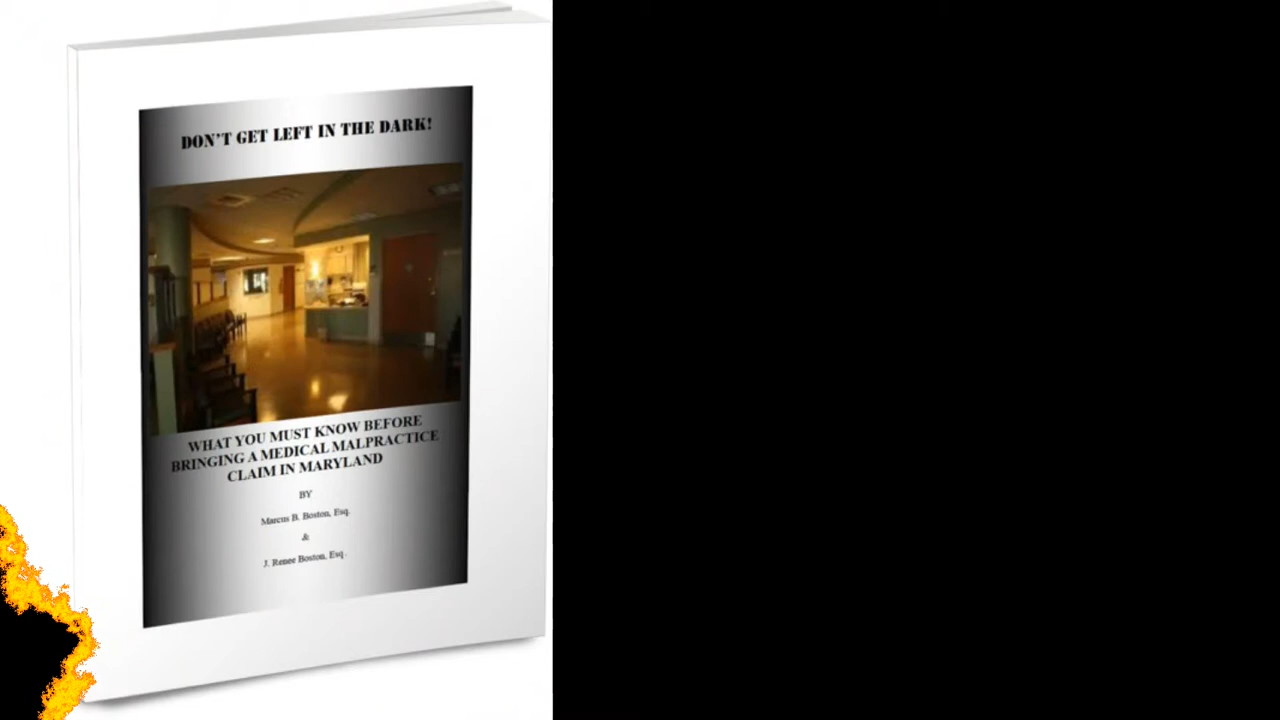 DON'T GET LEFT IN THE DARK!
WHAT YOU MUST KNOW BEFORE
BRINGING A MEDICAL MALPRACTICE
CLAIM IN MARYLAND
BY
Marcus B. Boston, Esq.
&
J. Renee Boston, Esq.